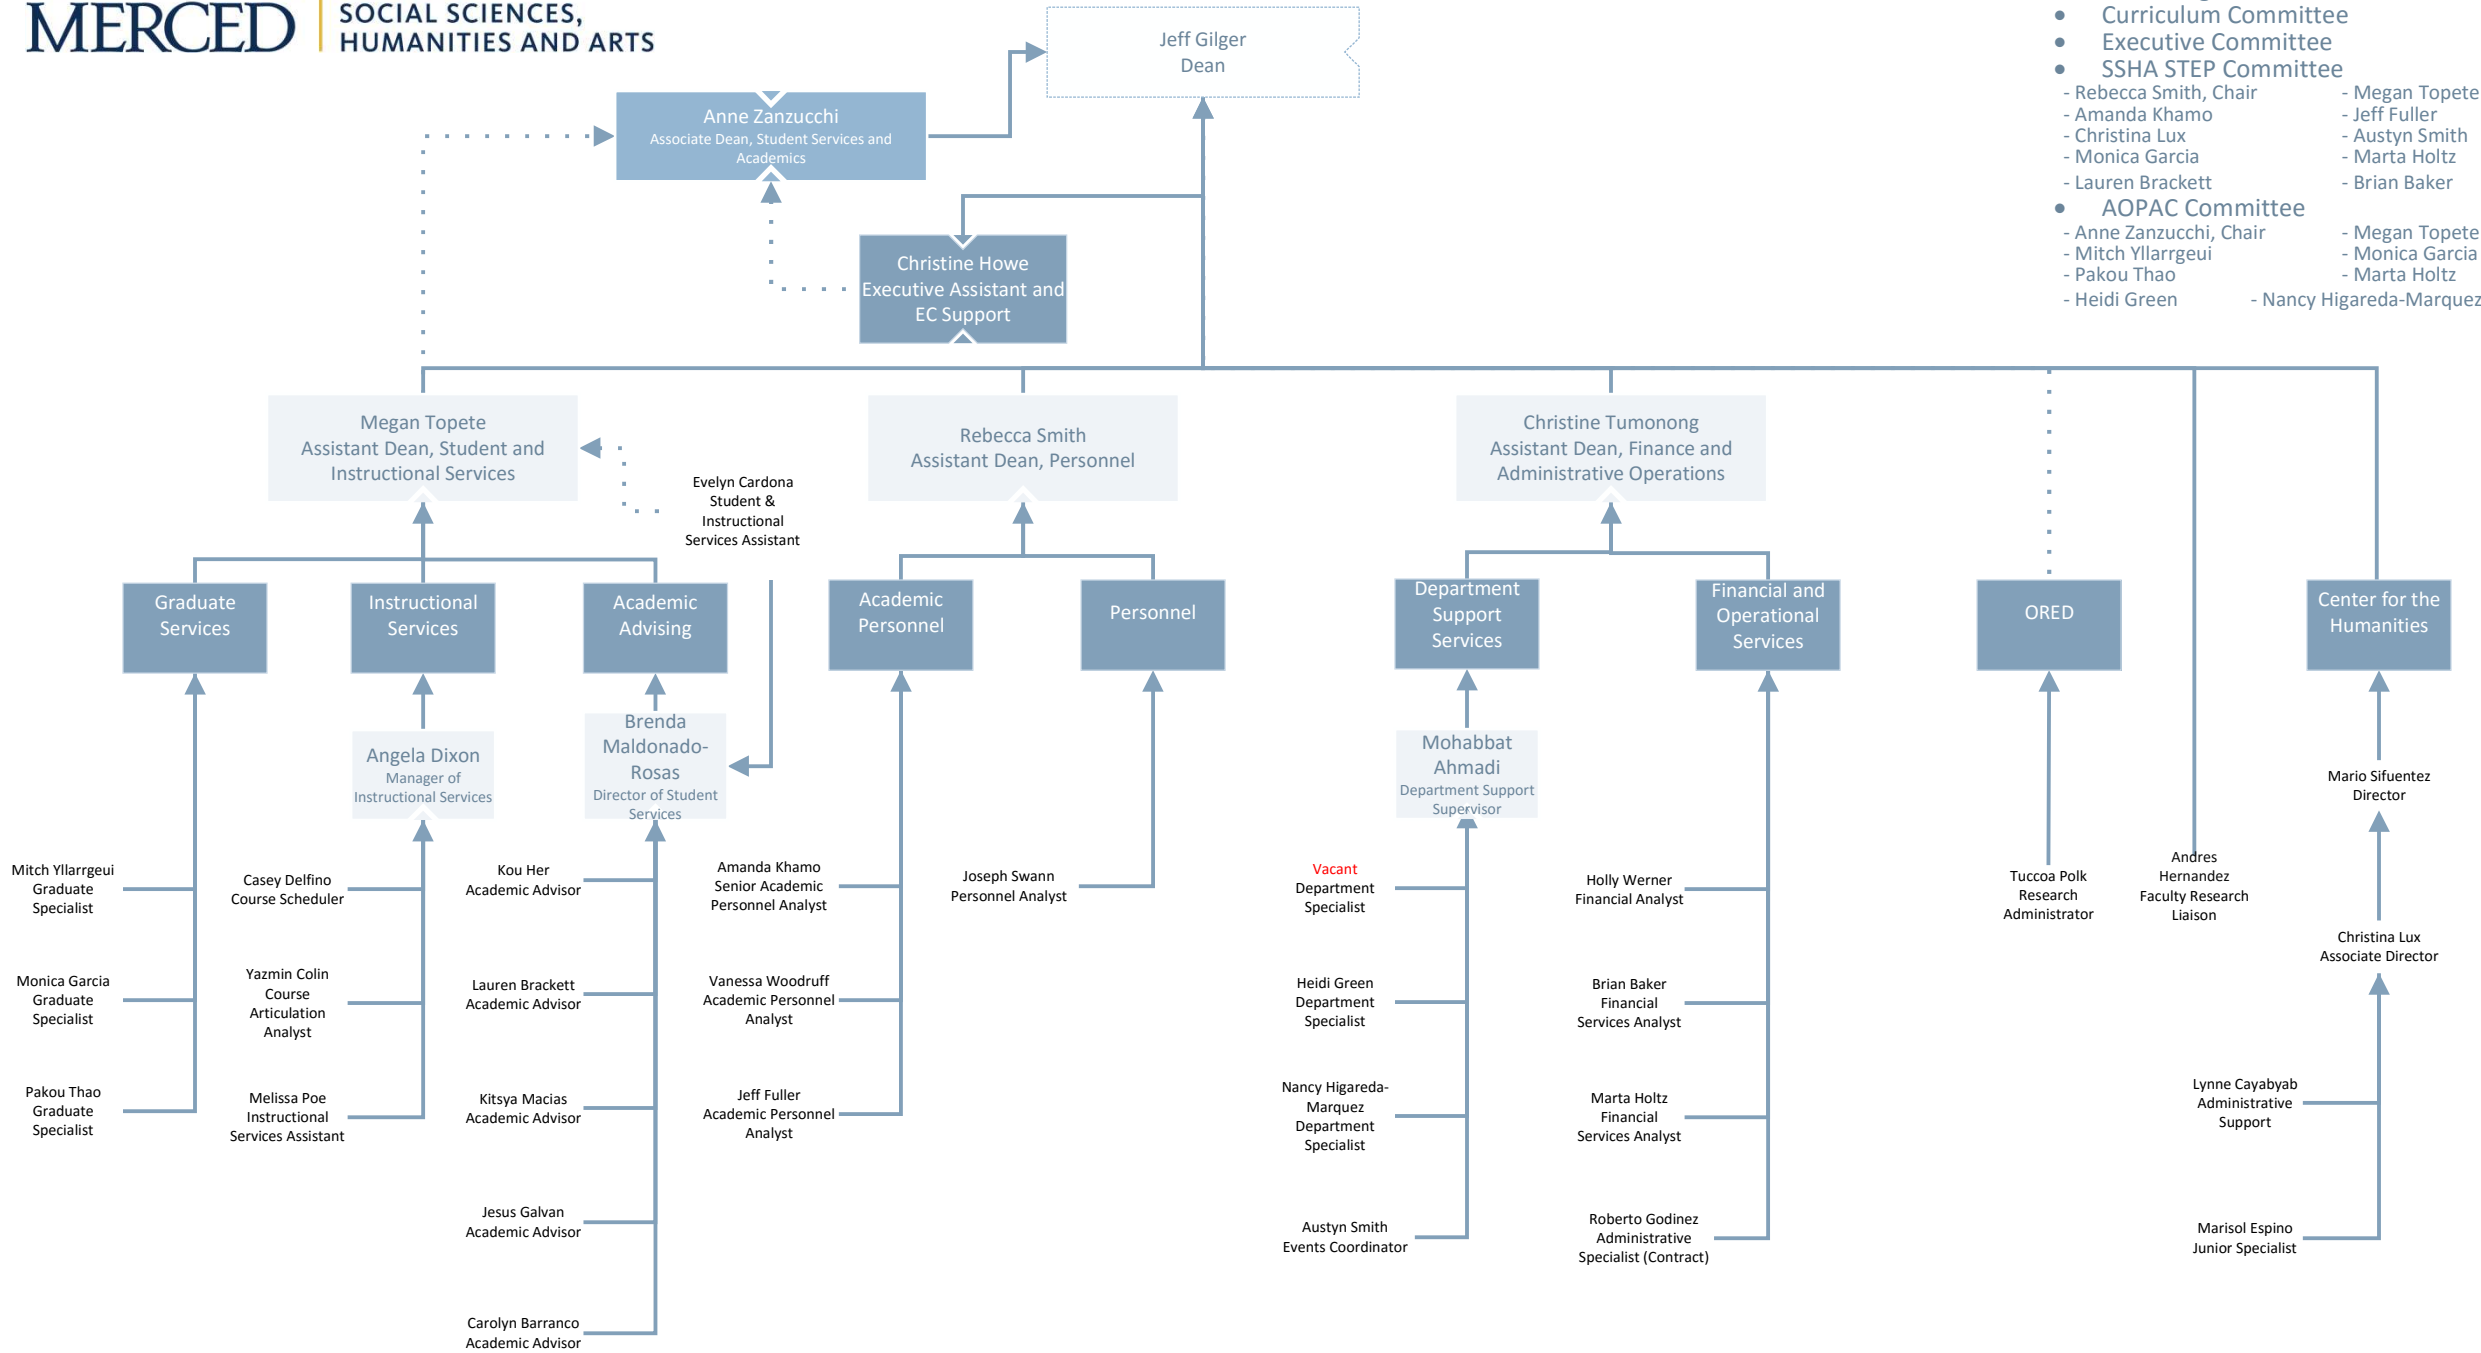 MERCED
SOCIAL SCIENCES,
HUMANITIES AND ARTS
Jeff Gilger
Dean
Curriculum Committee
Executive Committee
SSHA STEP Committee
- Rebecca Smith, Chair - Megan Topete
- Amanda Khamo - Jeff Fuller
- Christina Lux - Austyn Smith
- Monica Garcia - Marta Holtz
- Lauren Brackett - Brian Baker
AOPAC Committee
- Anne Zanzucchi, Chair - Megan Topete
- Mitch Yllarrgeui - Monica Garcia
- Pakou Thao - Marta Holtz
- Heidi Green - Nancy Higareda-Marquez
Anne Zanzucchi
Associate Dean, Student Services and
Academics
Christine Howe
Executive Assistant and
EC Support
Megan Topete
Assistant Dean, Student and
Instructional Services
Evelyn Cardona
Student &
Instructional
Services Assistant
Rebecca Smith
Assistant Dean, Personnel
Christine Tumonong
Assistant Dean, Finance and
Administrative Operations
Graduate
Services
Instructional
Services
Academic
Advising
Academic
Personnel
Personnel
Department
Support
Services
Financial and
Operational
Services
ORED
Center for the
Humanities
Angela Dixon
Manager of
Instructional Services
Brenda
Maldonado-
Rosas
Director of Student
Services
Mohabbat
Ahmadi
Department Support
Supervisor
Mario Sifuentez
Director
Mitch Yllarrgeui
Graduate
Specialist
Casey Delfino
Course Scheduler
Kou Her
Academic Advisor
Amanda Khamo
Senior Academic
Personnel Analyst
Joseph Swann
Personnel Analyst
Vacant
Department
Specialist
Holly Werner
Financial Analyst
Tuccoa Polk
Research
Administrator
Andres
Hernandez
Faculty Research
Liaison
Christina Lux
Associate Director
Monica Garcia
Graduate
Specialist
Yazmin Colin
Course
Articulation
Analyst
Lauren Brackett
Academic Advisor
Vanessa Woodruff
Academic Personnel
Analyst
Heidi Green
Department
Specialist
Brian Baker
Financial
Services Analyst
Pakou Thao
Graduate
Specialist
Melissa Poe
Instructional
Services Assistant
Kitsya Macias
Academic Advisor
Jeff Fuller
Academic Personnel
Analyst
Nancy Higareda-
Marquez
Department
Specialist
Marta Holtz
Financial
Services Analyst
Lynne Cayabyab
Administrative
Support
Jesus Galvan
Academic Advisor
Austyn Smith
Events Coordinator
Roberto Godinez
Administrative
Specialist (Contract)
Marisol Espino
Junior Specialist
Carolyn Barranco
Academic Advisor